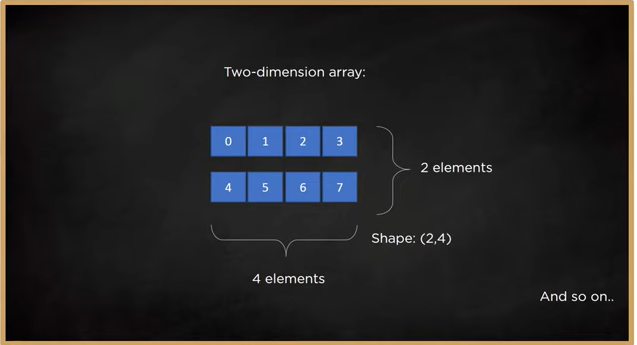 Two-dimension array:
0 1 2 3
2 elements
4 5 6 7
Shape: (2,4)
4 elements
And so on..